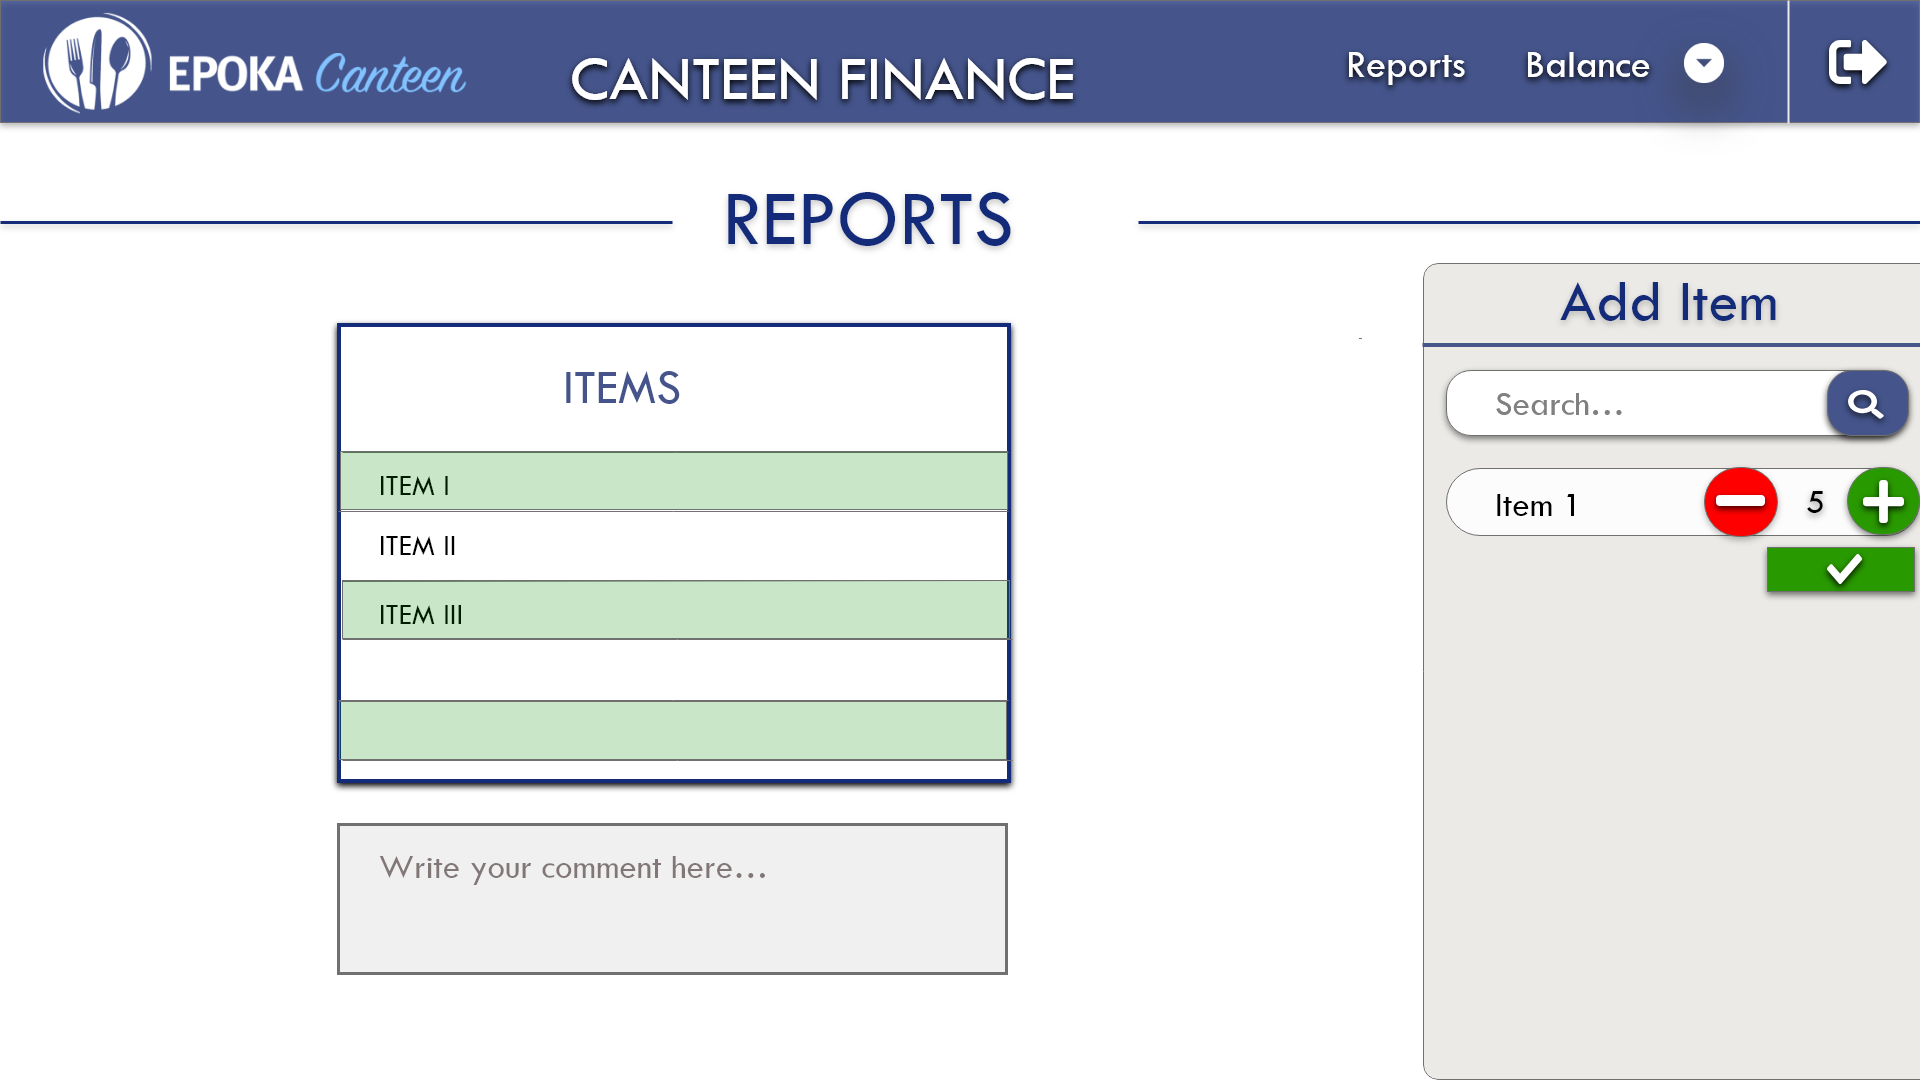 EPOKA Canteen
CANTEEN FINANCE
Reports
Balance
REPORTS
ITEMS
ITEM I
ITEM II
ITEM III
Write your comment here...
Add Item
Search...
Item 1
5